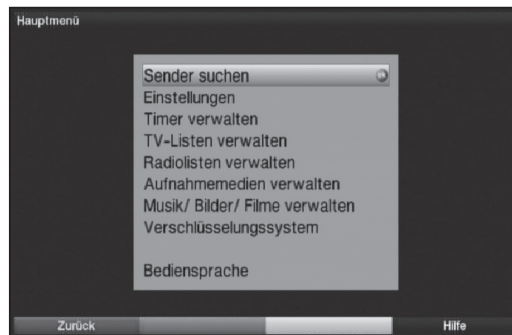 Hauptmenü
Sender suchen
Einstellungen
Timer verwalten
TV-Listen verwalten
Radiolisten verwalten
Aufnahmemedien verwalten
Musik/ Bilder/ Filme verwalten
Verschlüsselungssystem
Bediensprache
Zurück
Hilfe